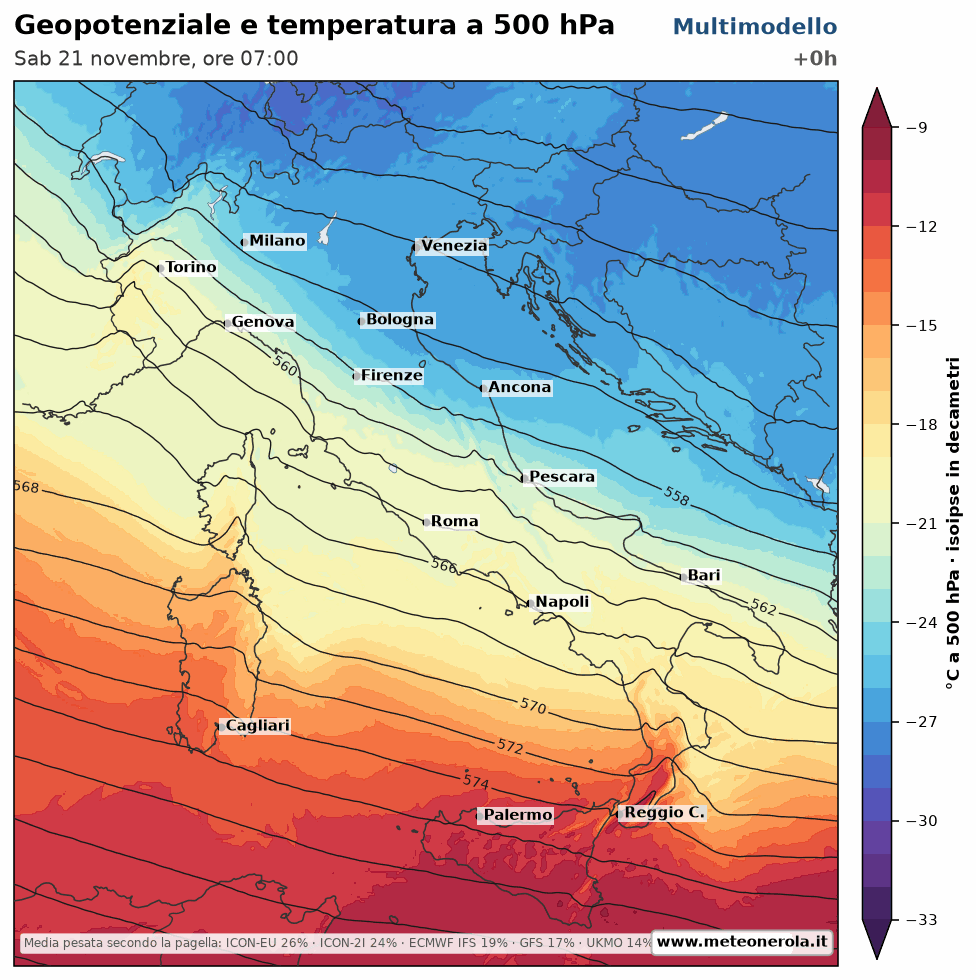 Geopotenziale e temperatura a 500 hPa
Multimodello
Sab 21 novembre, ore 07:00
+0h
−9
−12
−15
−18
−21
−24
−27
−30
−33
°C a 500 hPa · isoipse in decametri
Milano
Venezia
Torino
Genova
Bologna
560
Firenze
Ancona
Pescara
568
558
Roma
566
Bari
Napoli
562
570
Cagliari
572
574
Palermo
Reggio C.
Media pesata secondo la pagella: ICON-EU 26% · ICON-2I 24% · ECMWF IFS 19% · GFS 17% · UKMO 14%
www.meteonerola.it